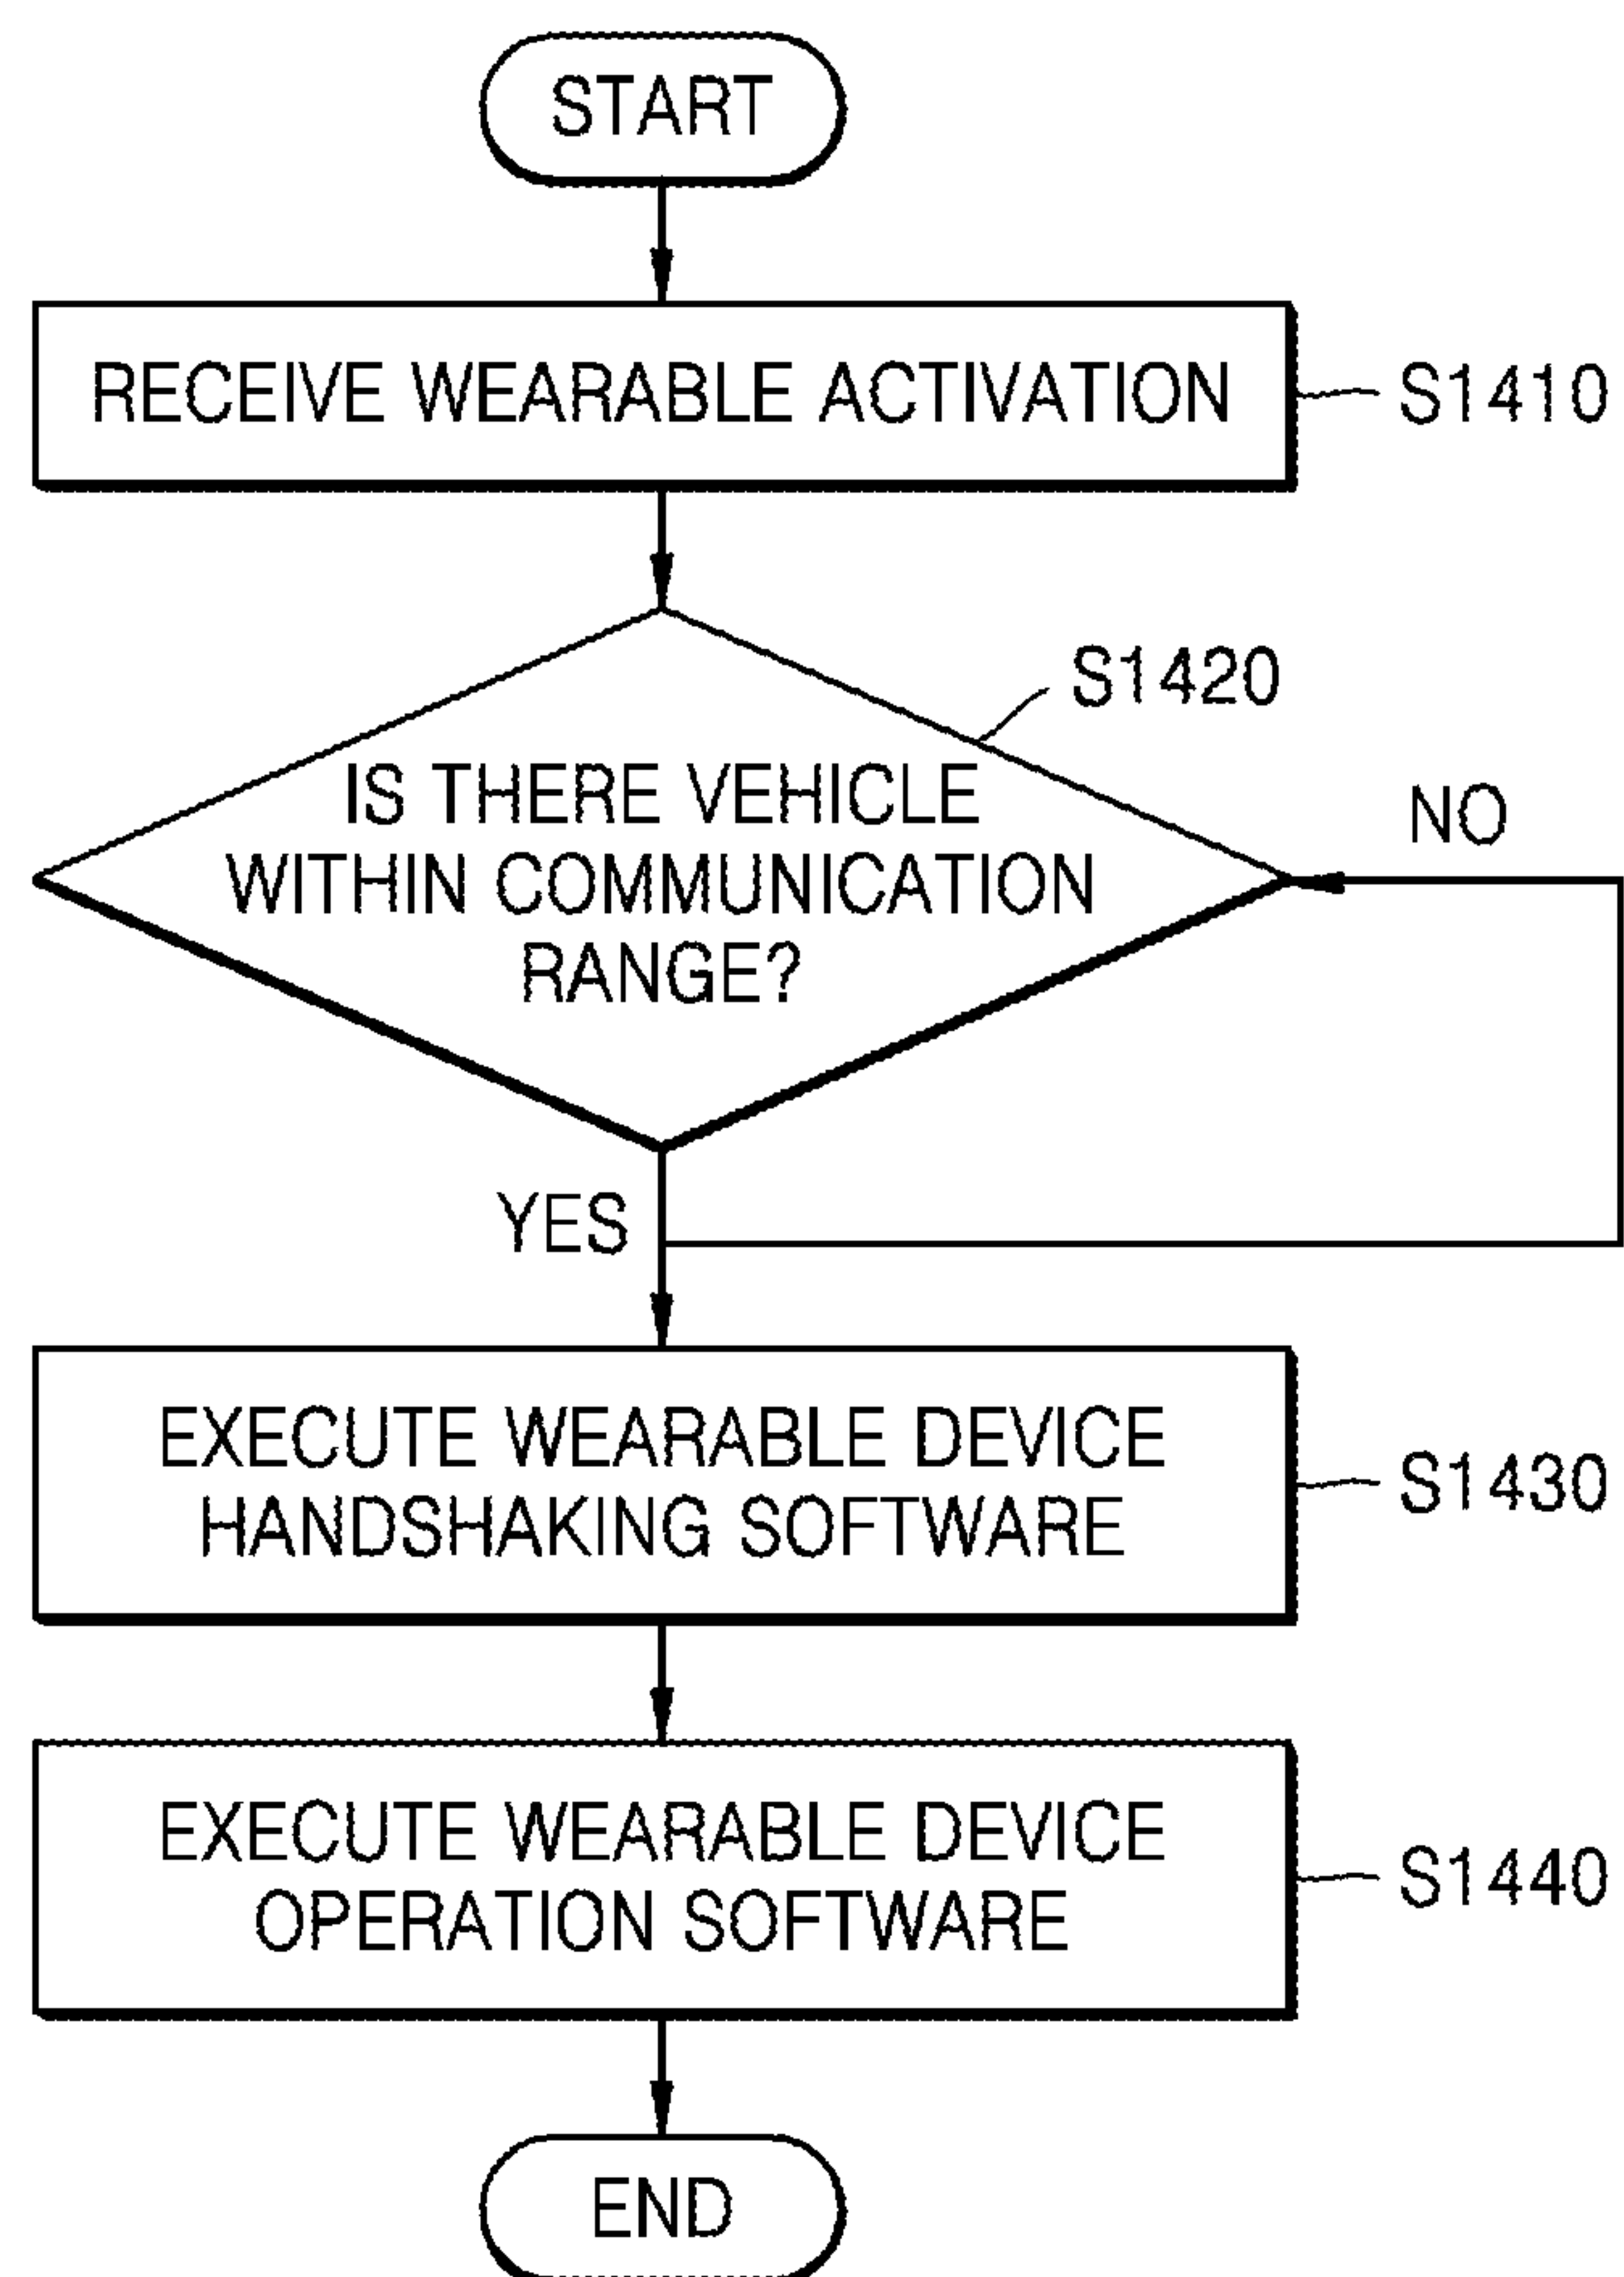 START
RECEIVE WEARABLE ACTIVATION
S1410
S1420
IS THERE VEHICLE
WITHIN COMMUNICATION
RANGE?
NO
YES
EXECUTE WEARABLE DEVICE
HANDSHAKING SOFTWARE
S1430
EXECUTE WEARABLE DEVICE
OPERATION SOFTWARE
S1440
END